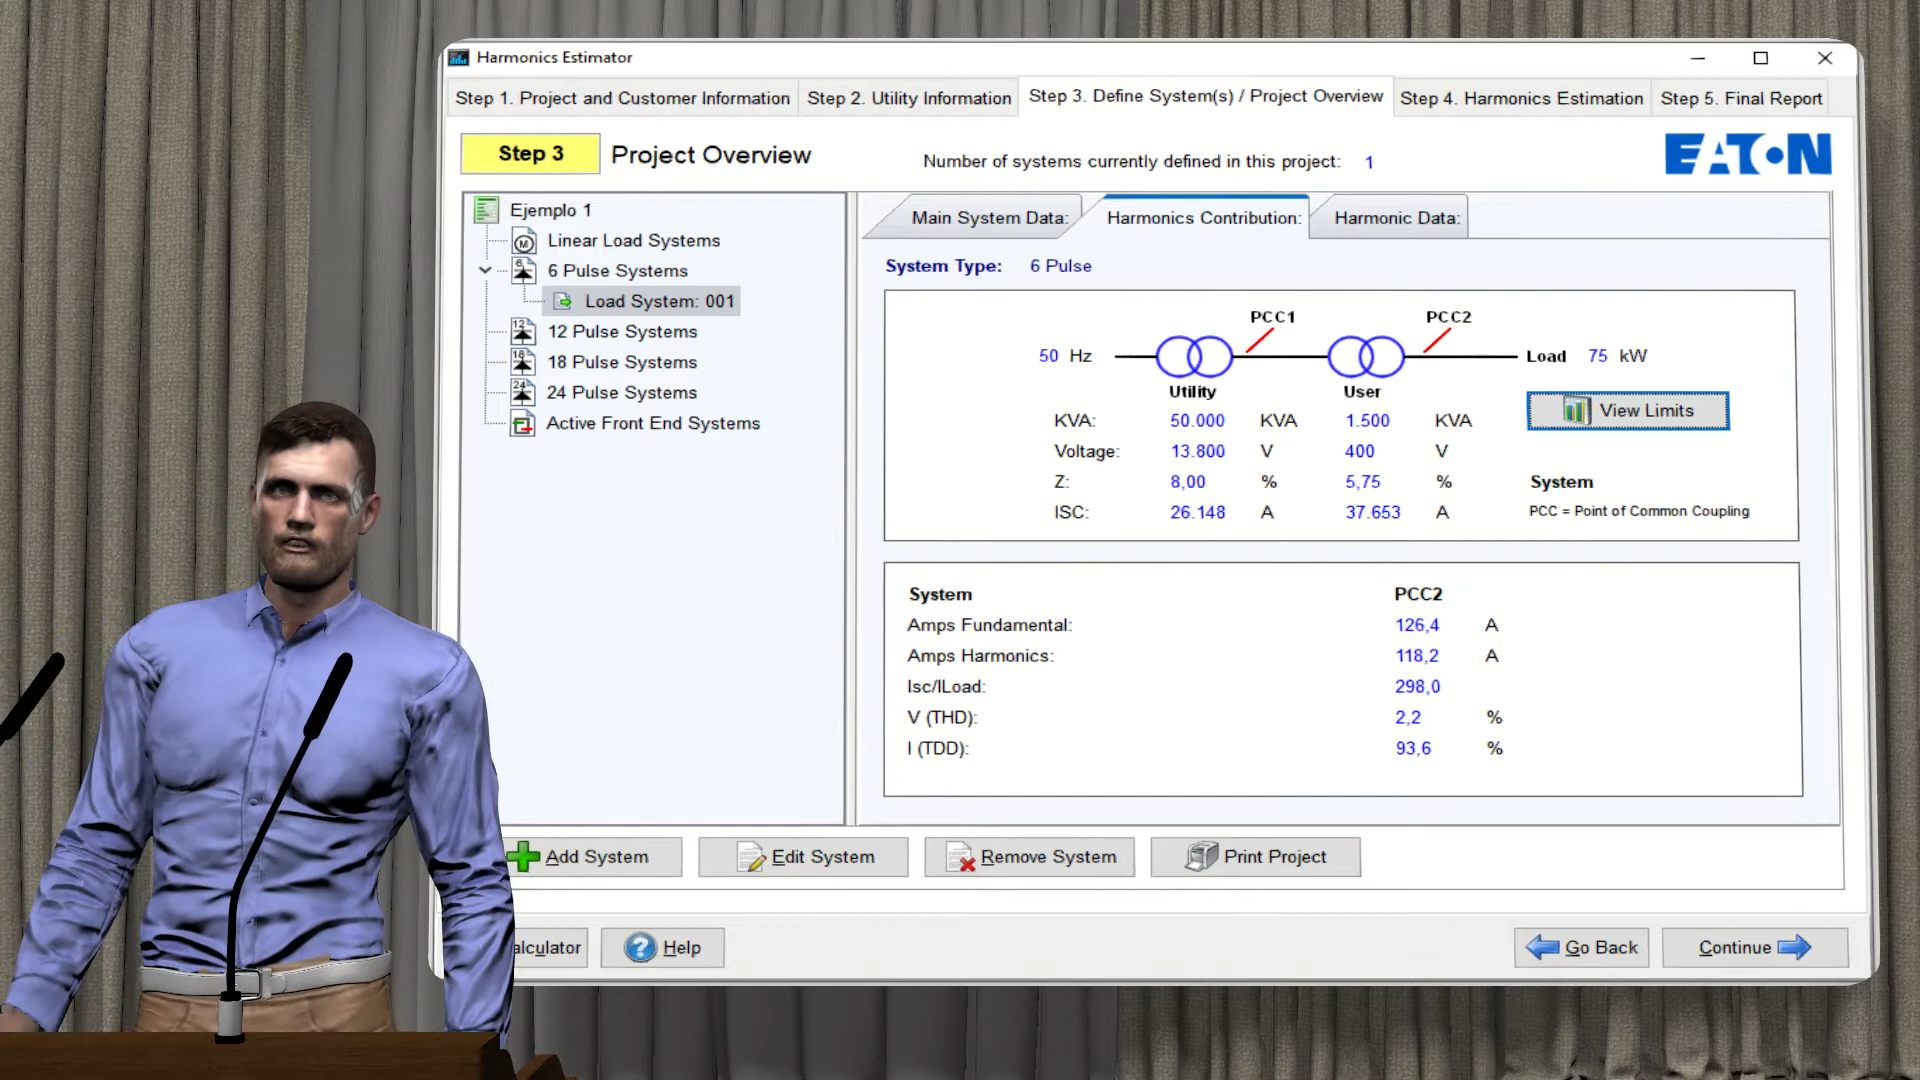 Harmonics Estimator
Step 1. Project and Customer Information
Step 2. Utility Information
Step 3. Define System(s) / Project Overview
Step 4. Harmonics Estimation
Step 5. Final Report
Step 3
Project Overview
Number of systems currently defined in this project: 1
EATON
Ejemplo 1
Linear Load Systems
6 Pulse Systems
Load System: 001
12 Pulse Systems
18 Pulse Systems
24 Pulse Systems
Active Front End Systems
Main System Data:
Harmonics Contribution:
Harmonic Data:
System Type: 6 Pulse
PCC1
PCC2
50 Hz
Load 75 kW
Utility
User
View Limits
KVA: 50.000 KVA 1.500 KVA
Voltage: 13.800 V 400 V
Z: 8,00 % 5,75 %
ISC: 26.148 A 37.653 A
System
PCC = Point of Common Coupling
System PCC2
Amps Fundamental: 126,4 A
Amps Harmonics: 118,2 A
Isc/ILoad: 298,0
V (THD): 2,2 %
I (TDD): 93,6 %
Add System
Edit System
Remove System
Print Project
alculator
Help
Go Back
Continue